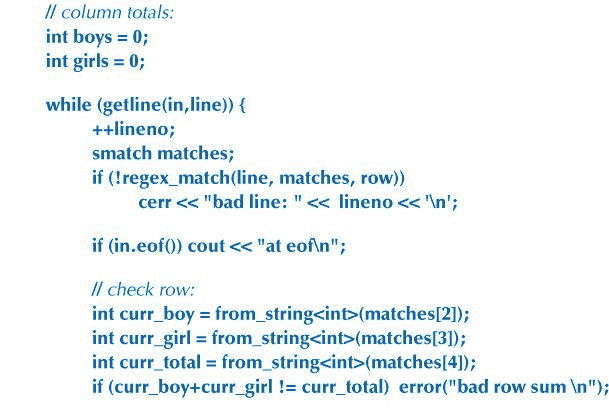 // column totals:
int boys = 0;
int girls = 0;
while (getline(in,line)) {
++lineno;
smatch matches;
if (!regex_match(line, matches, row))
cerr << "bad line: " << lineno << '\n';
if (in.eof()) cout << "at eof\n";
// check row:
int curr_boy = from_string<int>(matches[2]);
int curr_girl = from_string<int>(matches[3]);
int curr_total = from_string<int>(matches[4]);
if (curr_boy+curr_girl != curr_total) error("bad row sum \n");